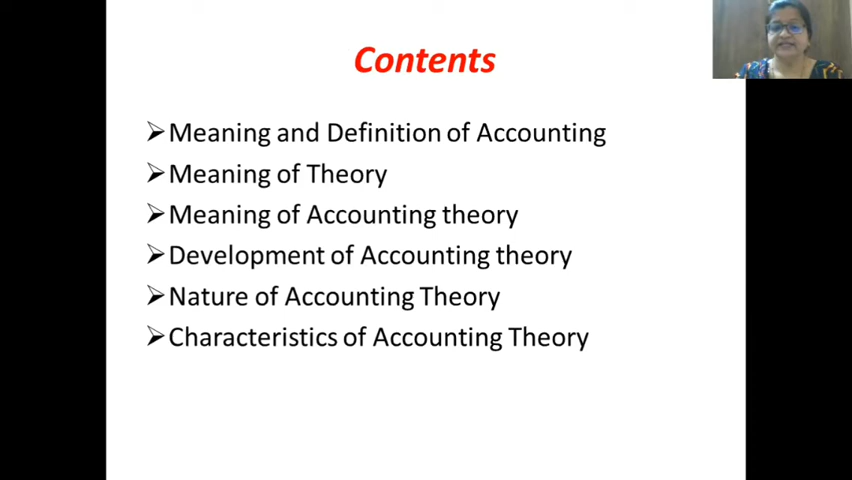 Contents
➢Meaning and Definition of Accounting
➢Meaning of Theory
➢Meaning of Accounting theory
➢Development of Accounting theory
➢Nature of Accounting Theory
➢Characteristics of Accounting Theory